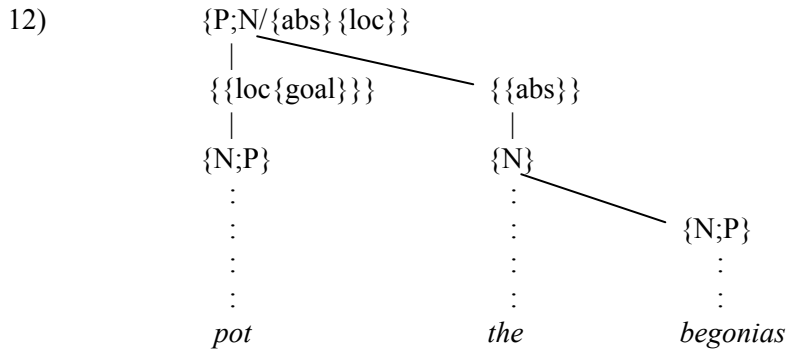 12) {P;N/{abs}{loc}}
|
{{loc{goal}}} {{abs}}
| |
{N;P} {N}
: :
: : {N;P}
: : :
: : :
pot the begonias